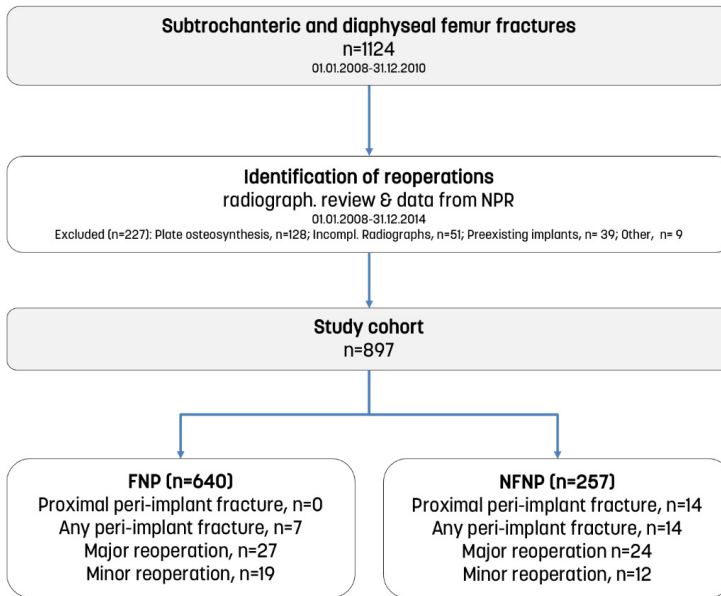 Subtrochanteric and diaphyseal femur fractures
n=1124
01.01.2008-31.12.2010
Identification of reoperations
radiograph. review & data from NPR
01.01.2008-31.12.2014
Excluded (n=227): Plate osteosynthesis, n=128; Incompl. Radiographs, n=51; Preexisting implants, n= 39; Other, n= 9
Study cohort
n=897
FNP (n=640)
Proximal peri-implant fracture, n=0
Any peri-implant fracture, n=7
Major reoperation, n=27
Minor reoperation, n=19
NFNP (n=257)
Proximal peri-implant fracture, n=14
Any peri-implant fracture, n=14
Major reoperation n=24
Minor reoperation, n=12